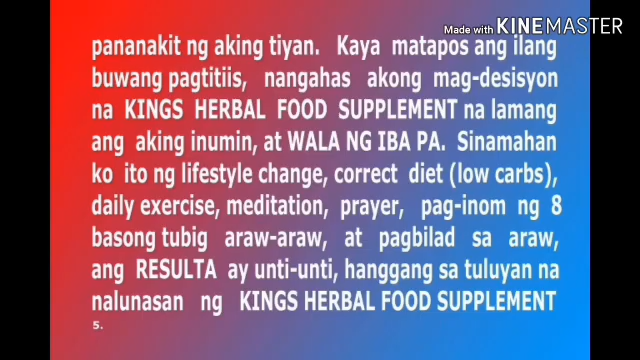 Made with KINEMASTER
pananakit ng aking tiyan. Kaya matapos ang ilang
buwang pagtitiis, nangahas akong mag-desisyon
na KINGS HERBAL FOOD SUPPLEMENT na lamang
ang aking inumin, at WALA NG IBA PA. Sinamahan
ko ito ng lifestyle change, correct diet (low carbs),
daily exercise, meditation, prayer, pag-inom ng 8
basong tubig araw-araw, at pagbilad sa araw,
ang RESULTA ay unti-unti, hanggang sa tuluyan na
nalunasan ng KINGS HERBAL FOOD SUPPLEMENT
5.